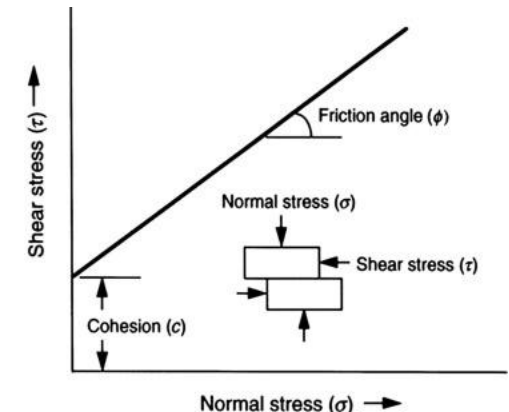 Shear stress (τ)
Friction angle (ϕ)
Normal stress (σ)
Shear stress (τ)
Cohesion (c)
Normal stress (σ)